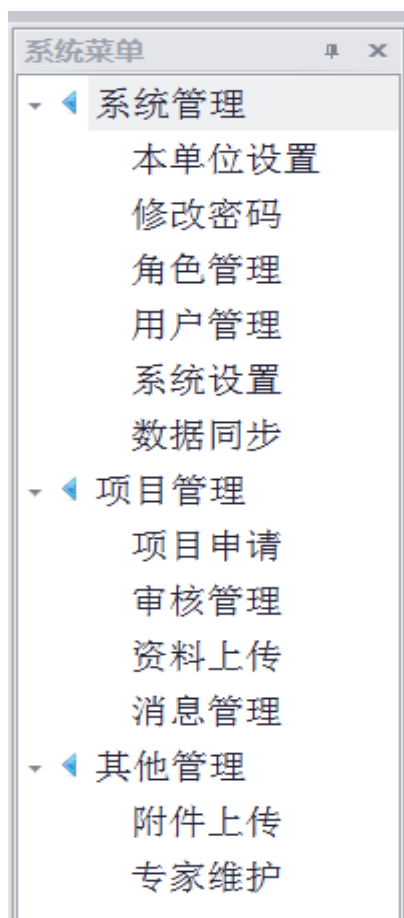 系统菜单
系统管理
本单位设置
修改密码
角色管理
用户管理
系统设置
数据同步
项目管理
项目申请
审核管理
资料上传
消息管理
其他管理
附件上传
专家维护